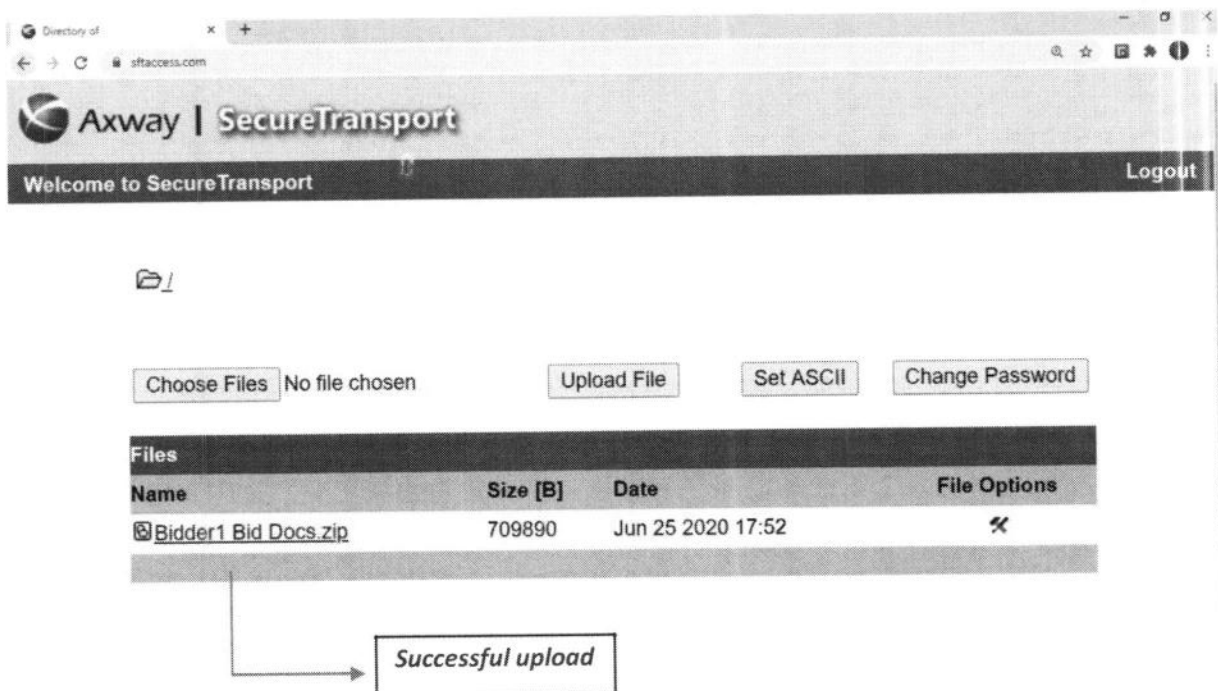 Directory of
sftaccess.com
Axway | SecureTransport
Welcome to SecureTransport Logout
/
Choose Files No file chosen Upload File Set ASCII Change Password
Files
Name Size [B] Date File Options
Bidder1 Bid Docs.zip 709890 Jun 25 2020 17:52
Successful upload